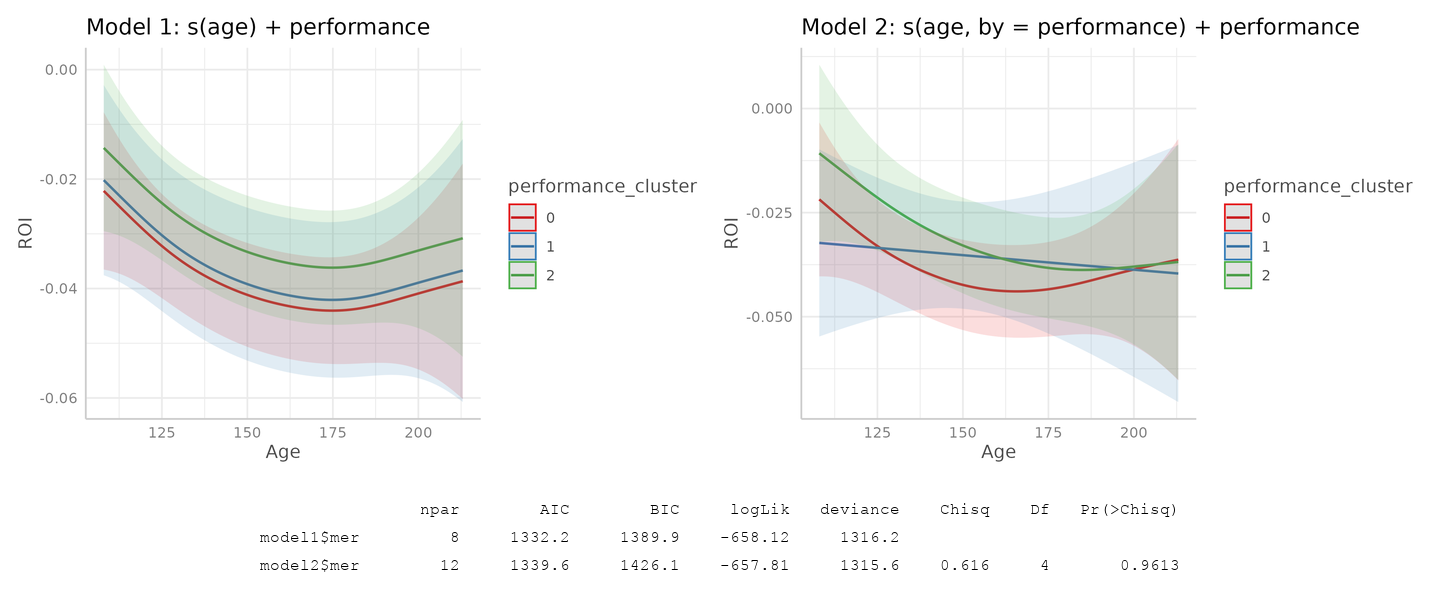 Model 1: s(age) + performance
0.00
-0.02
-0.04
-0.06
ROI
125 150 175 200
Age
performance_cluster
0
1
2
Model 2: s(age, by = performance) + performance
0.000
-0.025
-0.050
ROI
125 150 175 200
Age
performance_cluster
0
1
2
npar AIC BIC logLik deviance Chisq Df Pr(>Chisq)
model1$mer 8 1332.2 1389.9 -658.12 1316.2
model2$mer 12 1339.6 1426.1 -657.81 1315.6 0.616 4 0.9613